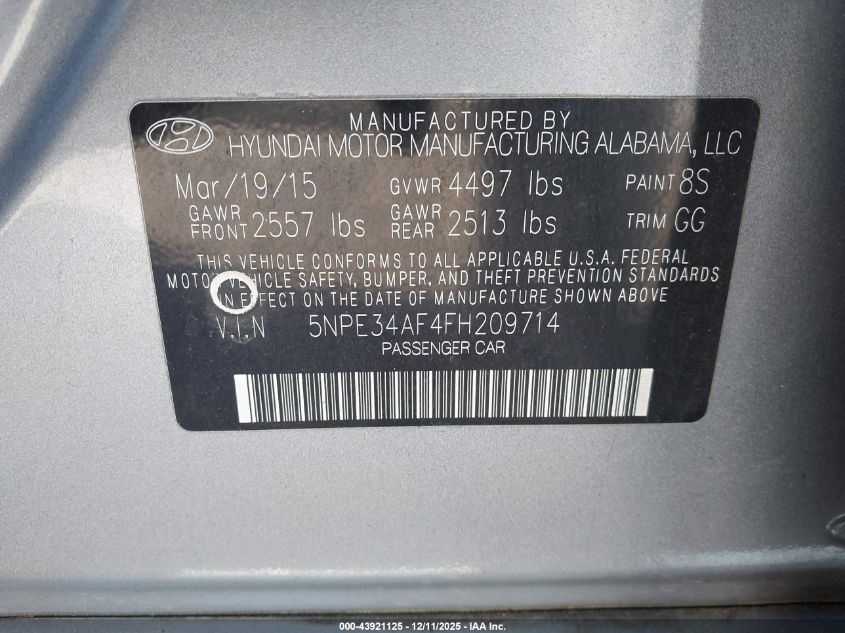 MANUFACTURED BY
HYUNDAI MOTOR MANUFACTURING ALABAMA, LLC
Mar/19/15 GVWR 4497 lbs PAINT 8S
GAWR FRONT 2557 lbs GAWR REAR 2513 lbs TRIM GG
THIS VEHICLE CONFORMS TO ALL APPLICABLE U.S.A. FEDERAL
MOTOR VEHICLE SAFETY, BUMPER, AND THEFT PREVENTION STANDARDS
IN EFFECT ON THE DATE OF MANUFACTURE SHOWN ABOVE
V.I.N 5NPE34AF4FH209714
PASSENGER CAR
000-43921125 - 12/11/2025 - IAA Inc.